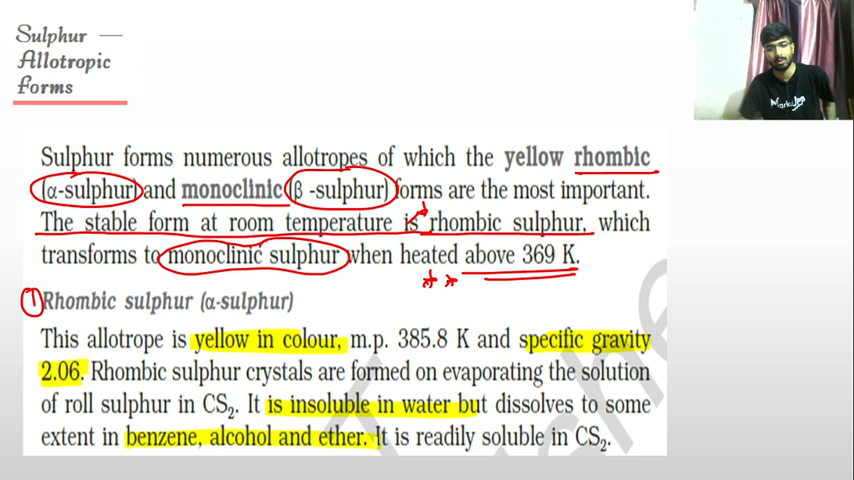 Sulphur —
Allotropic
Forms
Sulphur forms numerous allotropes of which the yellow rhombic
(α-sulphur) and monoclinic (β -sulphur) forms are the most important.
The stable form at room temperature is rhombic sulphur, which
transforms to monoclinic sulphur when heated above 369 K.
① Rhombic sulphur (α-sulphur)
This allotrope is yellow in colour, m.p. 385.8 K and specific gravity
2.06. Rhombic sulphur crystals are formed on evaporating the solution
of roll sulphur in CS₂. It is insoluble in water but dissolves to some
extent in benzene, alcohol and ether. It is readily soluble in CS₂.